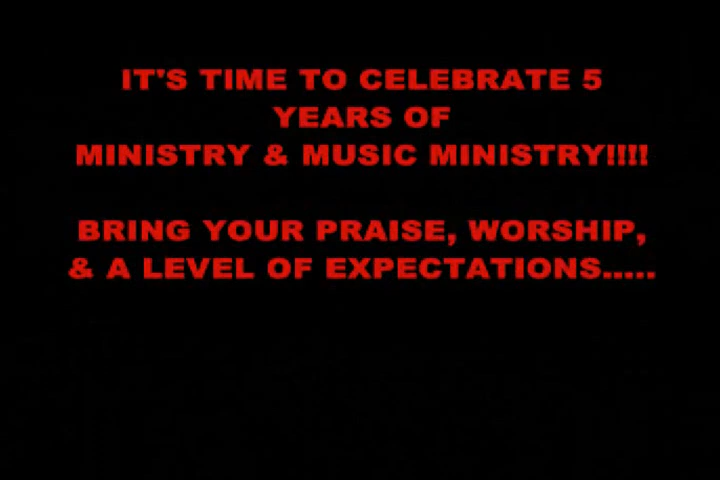 IT'S TIME TO CELEBRATE 5
YEARS OF
MINISTRY & MUSIC MINISTRY!!!!
BRING YOUR PRAISE, WORSHIP,
& A LEVEL OF EXPECTATIONS.....